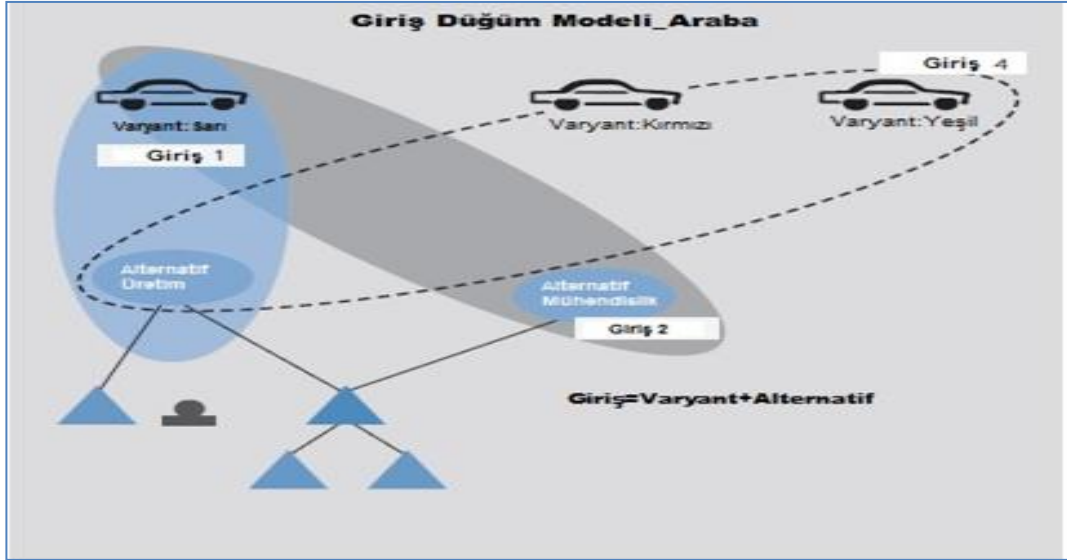 Giriş Düğüm Modeli_Araba
Giriş 4
Varyant:Sarı
Varyant:Kırmızı
Varyant:Yeşil
Giriş 1
Alternatif
Üretim
Alternatif
Mühendislik
Giriş 2
Giriş=Varyant+Alternatif